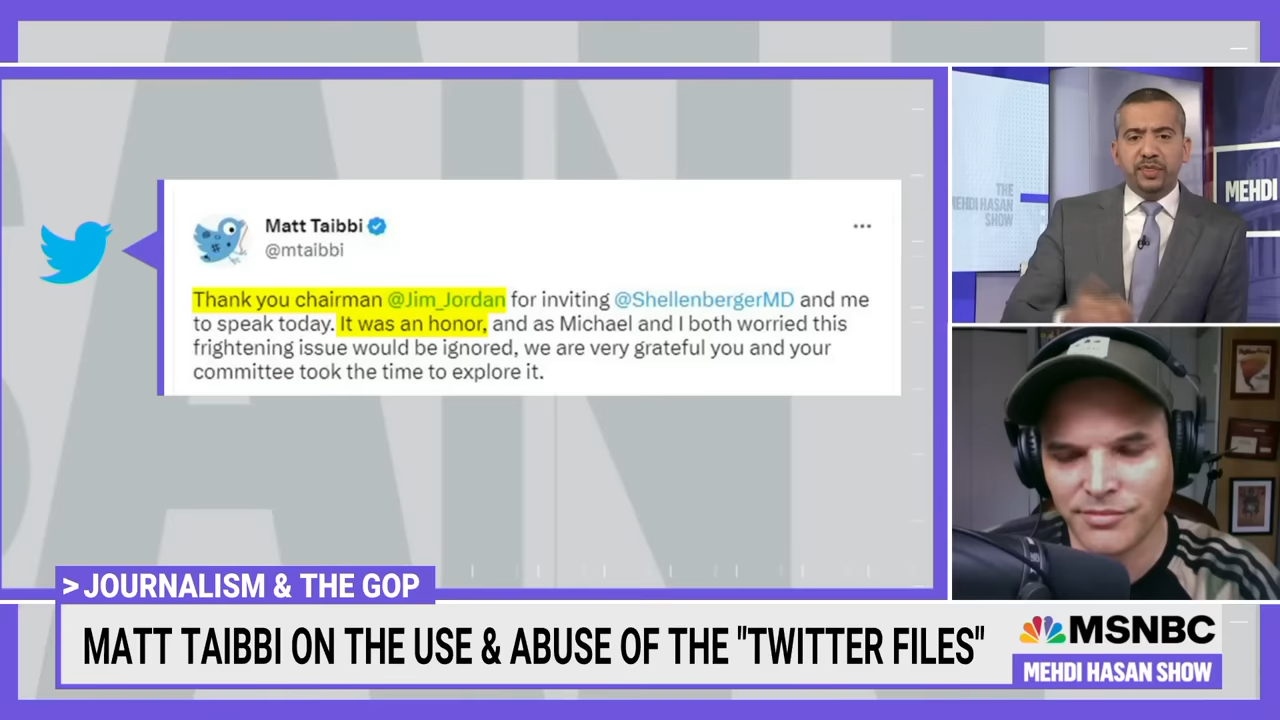 Matt Taibbi
@mtaibbi
Thank you chairman @Jim_Jordan for inviting @ShellenbergerMD and me
to speak today. It was an honor, and as Michael and I both worried this
frightening issue would be ignored, we are very grateful you and your
committee took the time to explore it.
THE
MEHDI HASAN
SHOW
MEHDI
> JOURNALISM & THE GOP
MATT TAIBBI ON THE USE & ABUSE OF THE "TWITTER FILES"
MSNBC
MEHDI HASAN SHOW